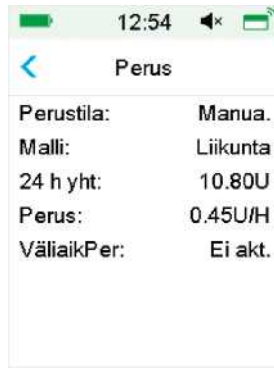 12:54
Perus
Perustila: Manua.
Malli: Liikunta
24 h yht: 10.80U
Perus: 0.45U/H
VäliaikPer: Ei akt.